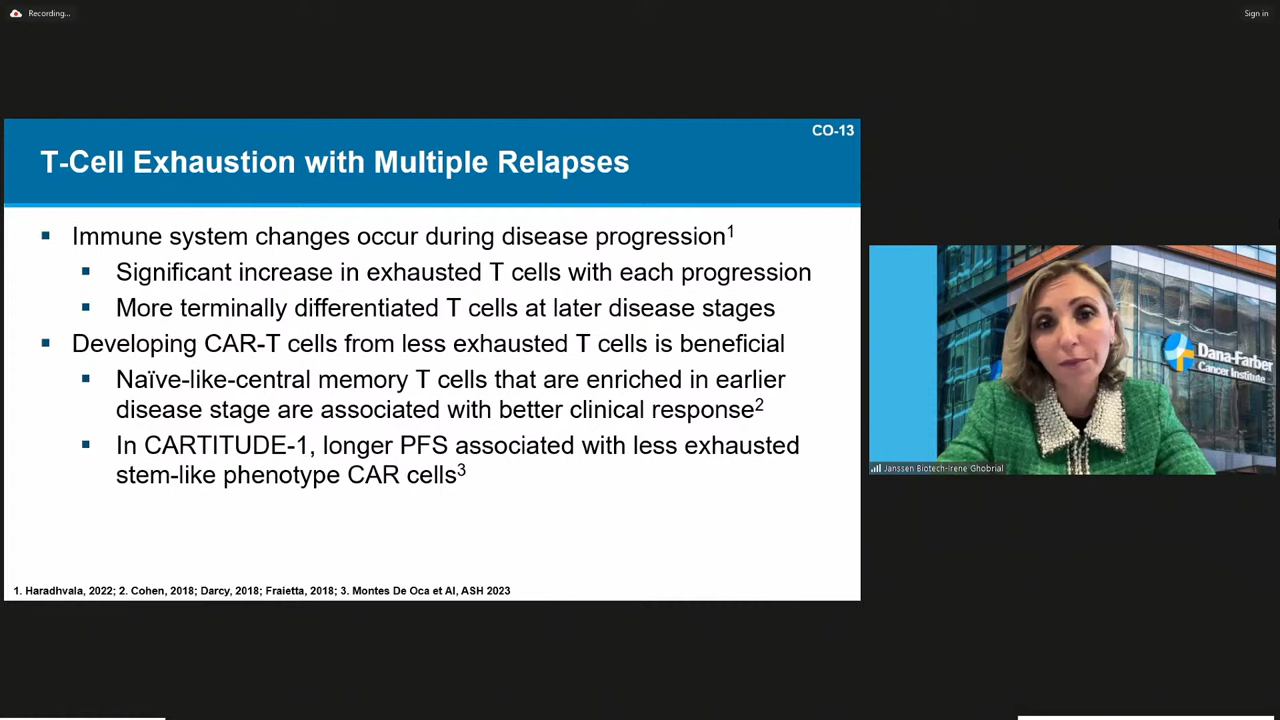 Recording...
Sign in
CO-13
T-Cell Exhaustion with Multiple Relapses
▪ Immune system changes occur during disease progression1
▪ Significant increase in exhausted T cells with each progression
▪ More terminally differentiated T cells at later disease stages
▪ Developing CAR-T cells from less exhausted T cells is beneficial
▪ Naïve-like-central memory T cells that are enriched in earlier
disease stage are associated with better clinical response2
▪ In CARTITUDE-1, longer PFS associated with less exhausted
stem-like phenotype CAR cells3
1. Haradhvala, 2022; 2. Cohen, 2018; Darcy, 2018; Fraietta, 2018; 3. Montes De Oca et Al, ASH 2023
Dana-Farber
Cancer Institute
Janssen Biotech-Irene Ghobrial